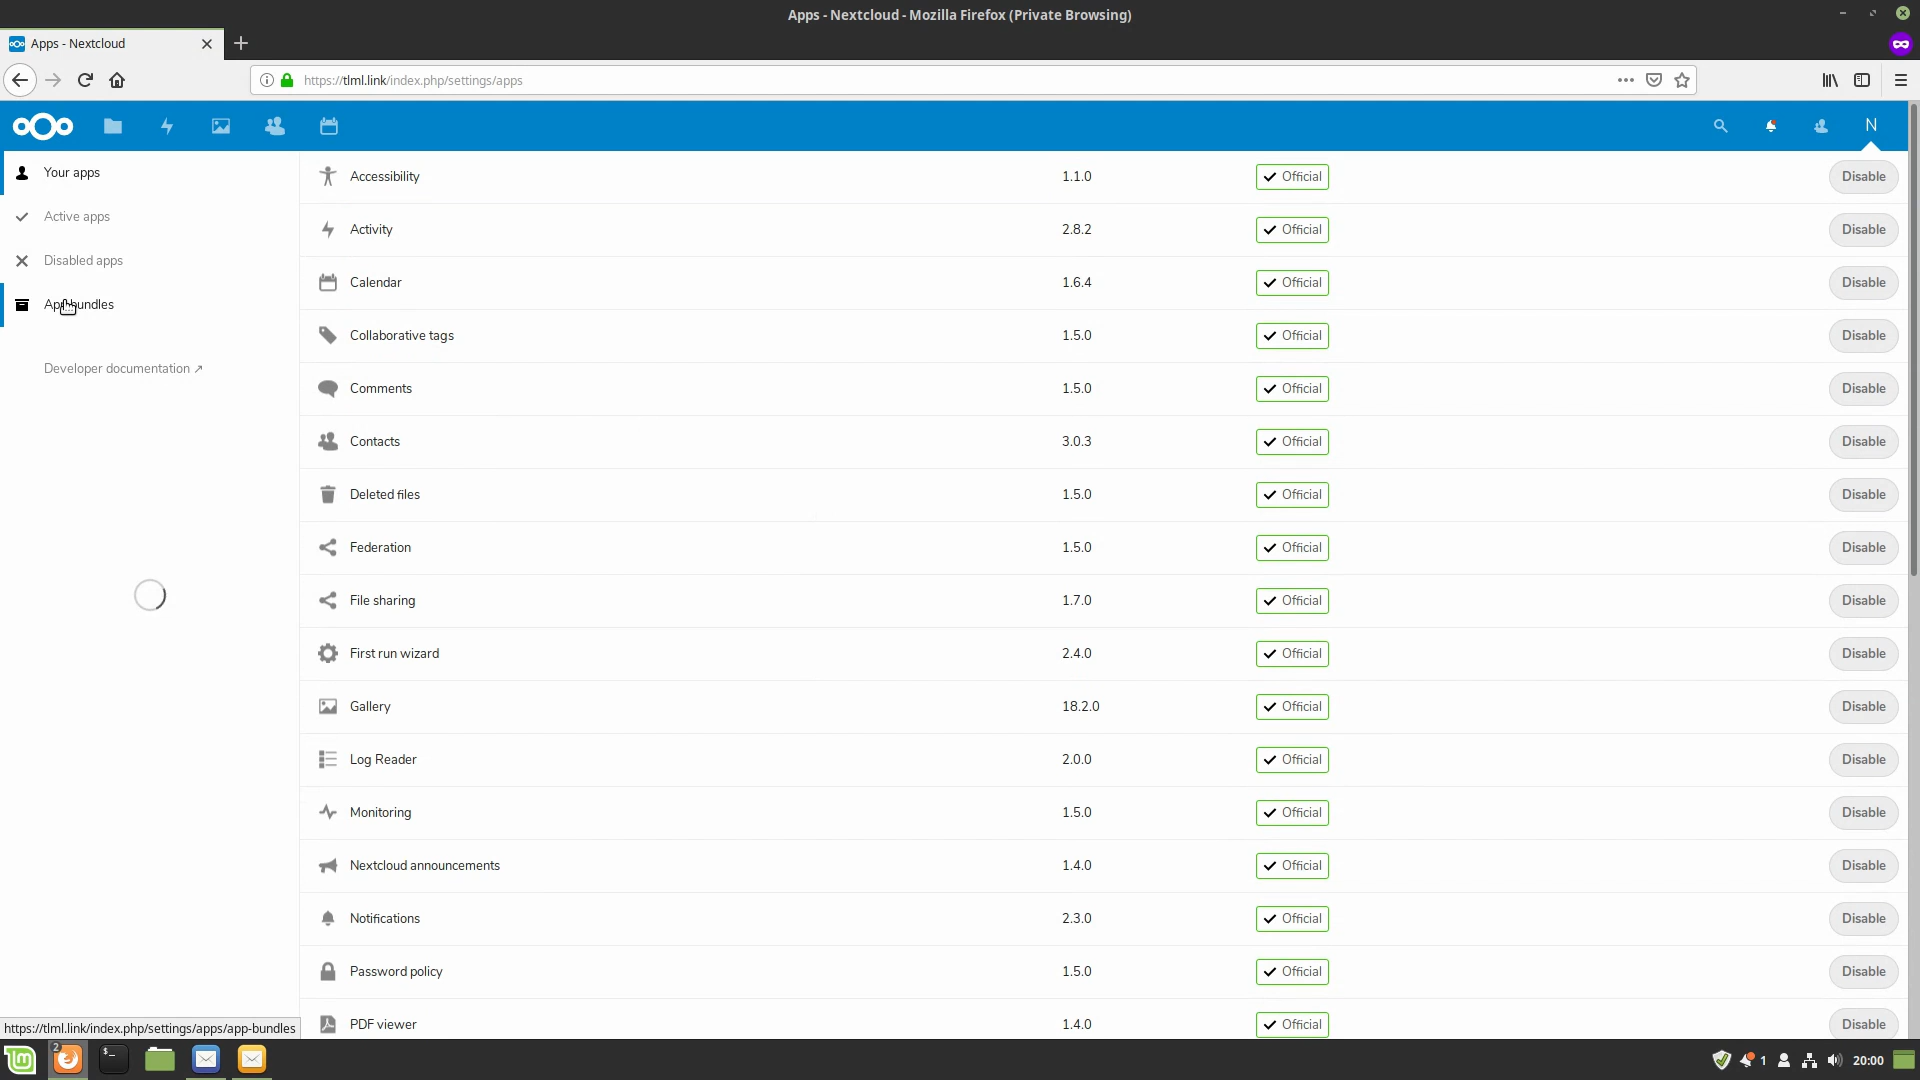 Apps - Nextcloud - Mozilla Firefox (Private Browsing)
Apps - Nextcloud
https://tlml.link/index.php/settings/apps
N
Your apps
Active apps
Disabled apps
App bundles
Developer documentation ↗
Accessibility 1.1.0 Official Disable
Activity 2.8.2 Official Disable
Calendar 1.6.4 Official Disable
Collaborative tags 1.5.0 Official Disable
Comments 1.5.0 Official Disable
Contacts 3.0.3 Official Disable
Deleted files 1.5.0 Official Disable
Federation 1.5.0 Official Disable
File sharing 1.7.0 Official Disable
First run wizard 2.4.0 Official Disable
Gallery 18.2.0 Official Disable
Log Reader 2.0.0 Official Disable
Monitoring 1.5.0 Official Disable
Nextcloud announcements 1.4.0 Official Disable
Notifications 2.3.0 Official Disable
Password policy 1.5.0 Official Disable
PDF viewer 1.4.0 Official Disable
https://tlml.link/index.php/settings/apps/app-bundles
2
1
20:00